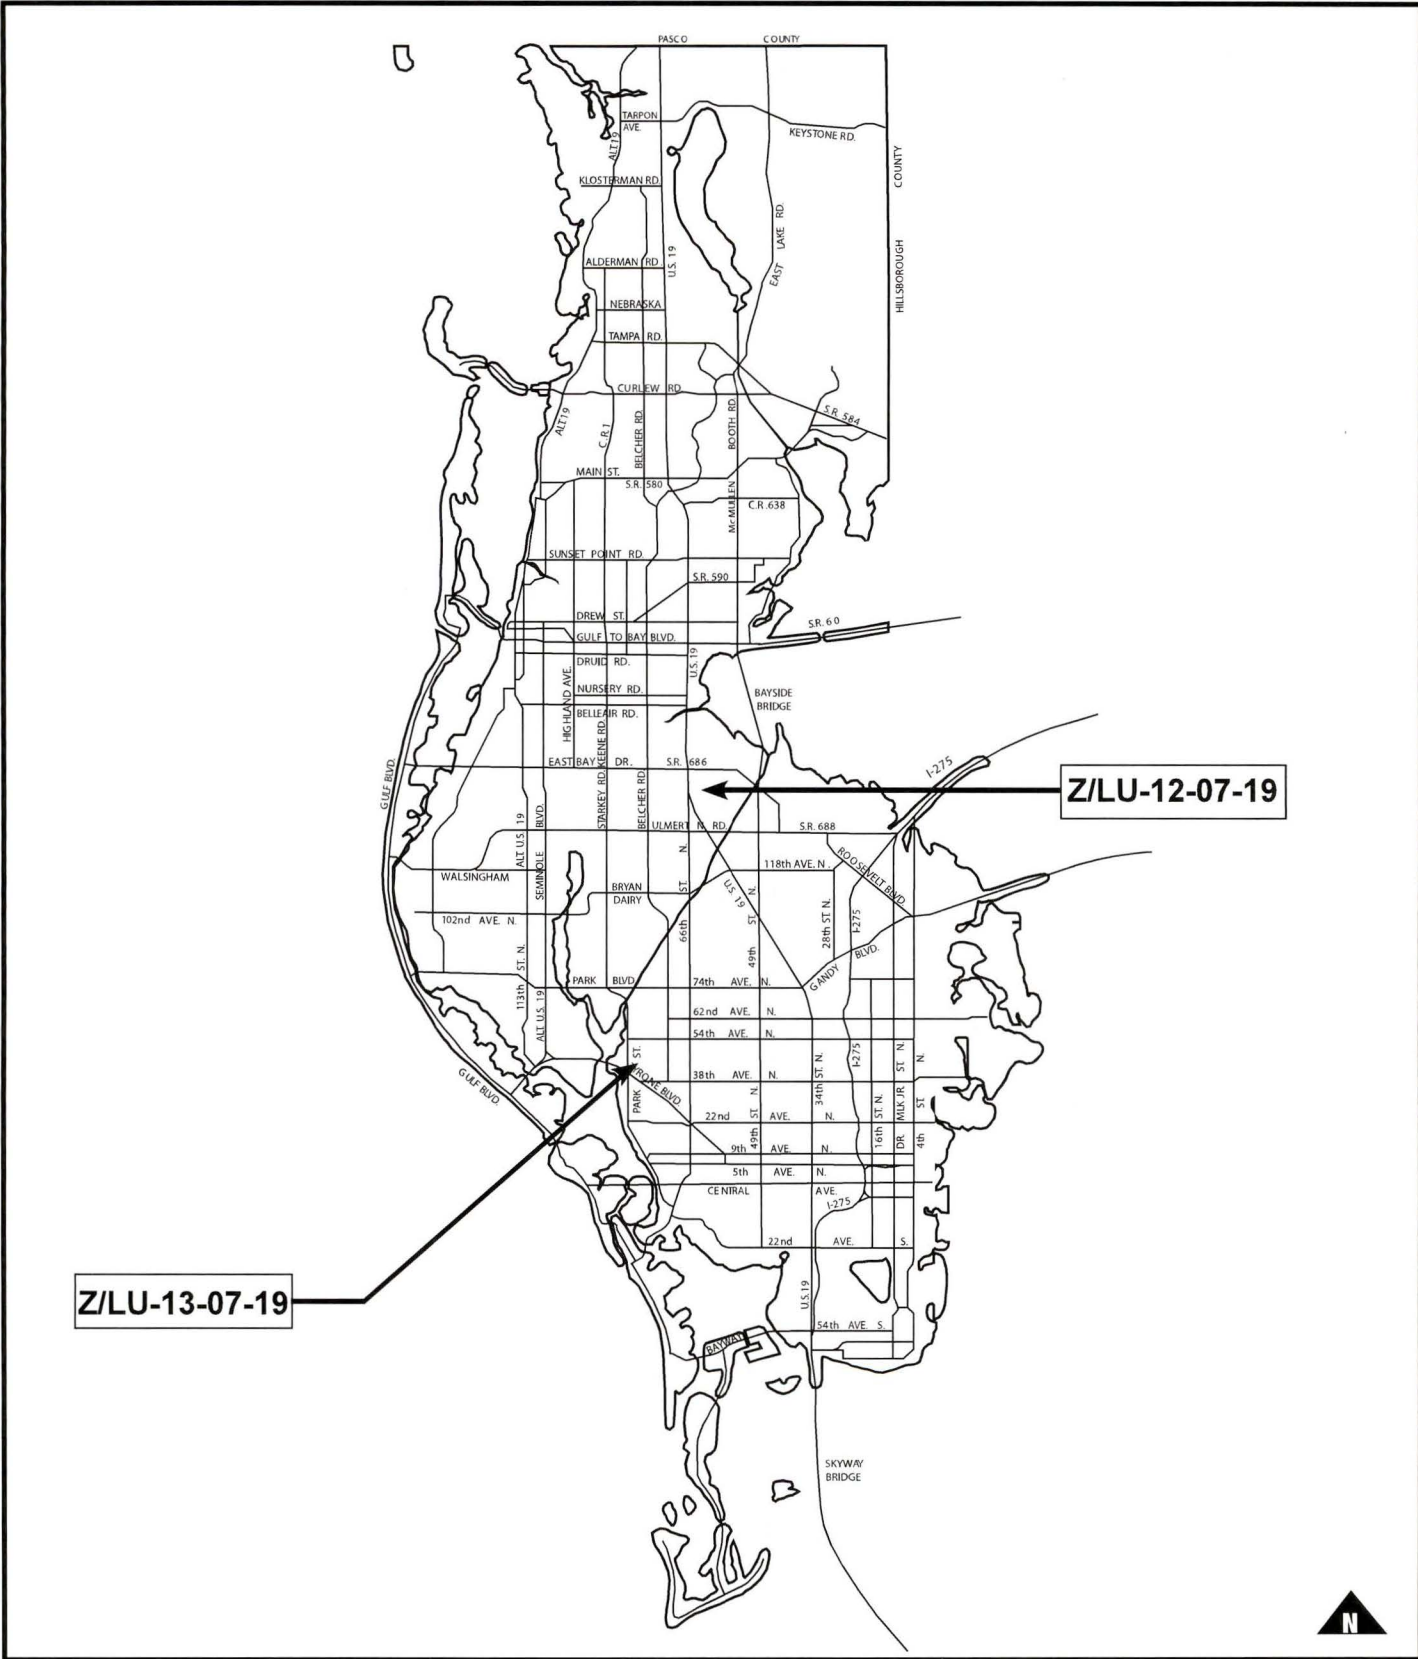 PASCO COUNTY
TARPON
AVE.
KEYSTONE RD.
ALT 19
COUNTY
KLOSTERMAN RD.
EAST LAKE RD.
HILLSBOROUGH
U.S. 19
ALDERMAN RD.
NEBRASKA
TAMPA RD.
CURLEW RD.
S.R. 584
ALT 19
C.R.1
BELCHER RD.
BOOTH RD.
MAIN ST.
S.R. 580
McMULLEN
C.R.638
SUNSET POINT RD.
S.R. 590
DREW ST.
S.R. 60
GULF TO BAY BLVD.
DRUID RD.
U.S. 19
NURSERY RD.
BAYSIDE
BRIDGE
HIGHLAND AVE.
BELLEAIR RD.
KEENE RD.
EAST BAY DR. S.R. 686
I-275
GULF BLVD.
STARKEY RD.
BELCHER RD.
Z/LU-12-07-19
ALT U.S. 19
SEMINOLE BLVD.
ULMERT N RD.
S.R. 688
ROOSEVELT BLVD
118th AVE. N.
WALSINGHAM
BRYAN
DAIRY
U.S. 19
66th ST. N.
49th ST. N.
28th ST. N.
I-275
102nd AVE. N.
GANDY BLVD.
113th ST. N.
ALT U.S. 19
PARK BLVD.
74th AVE. N.
62nd AVE. N.
54th AVE. N.
GULF BLVD.
PARK ST.
38th AVE. N.
34th ST. N.
I-275
16th ST. N.
DR. MLK JR. ST N.
4th ST. N.
22nd AVE. N.
49th ST. N.
9th AVE. N.
5th AVE. N.
CENTRAL AVE.
I-275
22nd AVE. S.
U.S.19
Z/LU-13-07-19
54th AVE. S.
BAYWAY
SKYWAY
BRIDGE
N